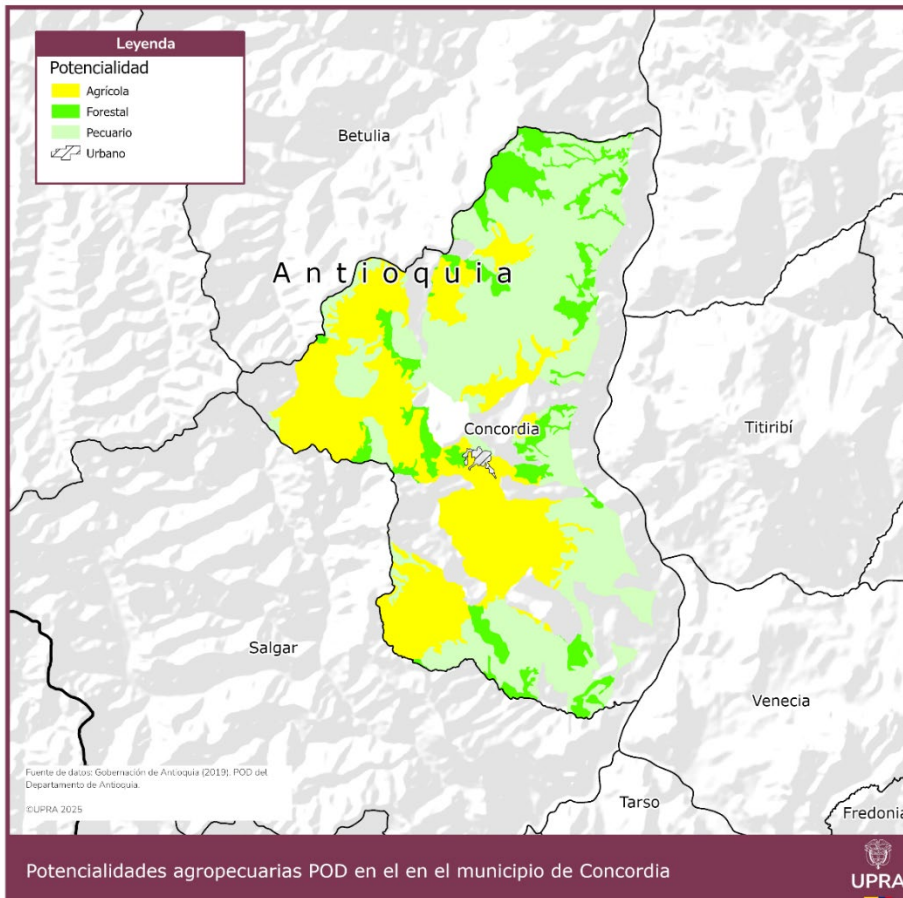 Leyenda
Potencialidad
Agrícola
Forestal
Pecuario
Urbano
Betulia
Antioquia
Concordia
Titiribí
Salgar
Venecia
Fuente de datos: Gobernación de Antioquia (2019). POD del
Departamento de Antioquia.
©UPRA 2025
Tarso
Fredonia
Potencialidades agropecuarias POD en el en el municipio de Concordia
UPRA